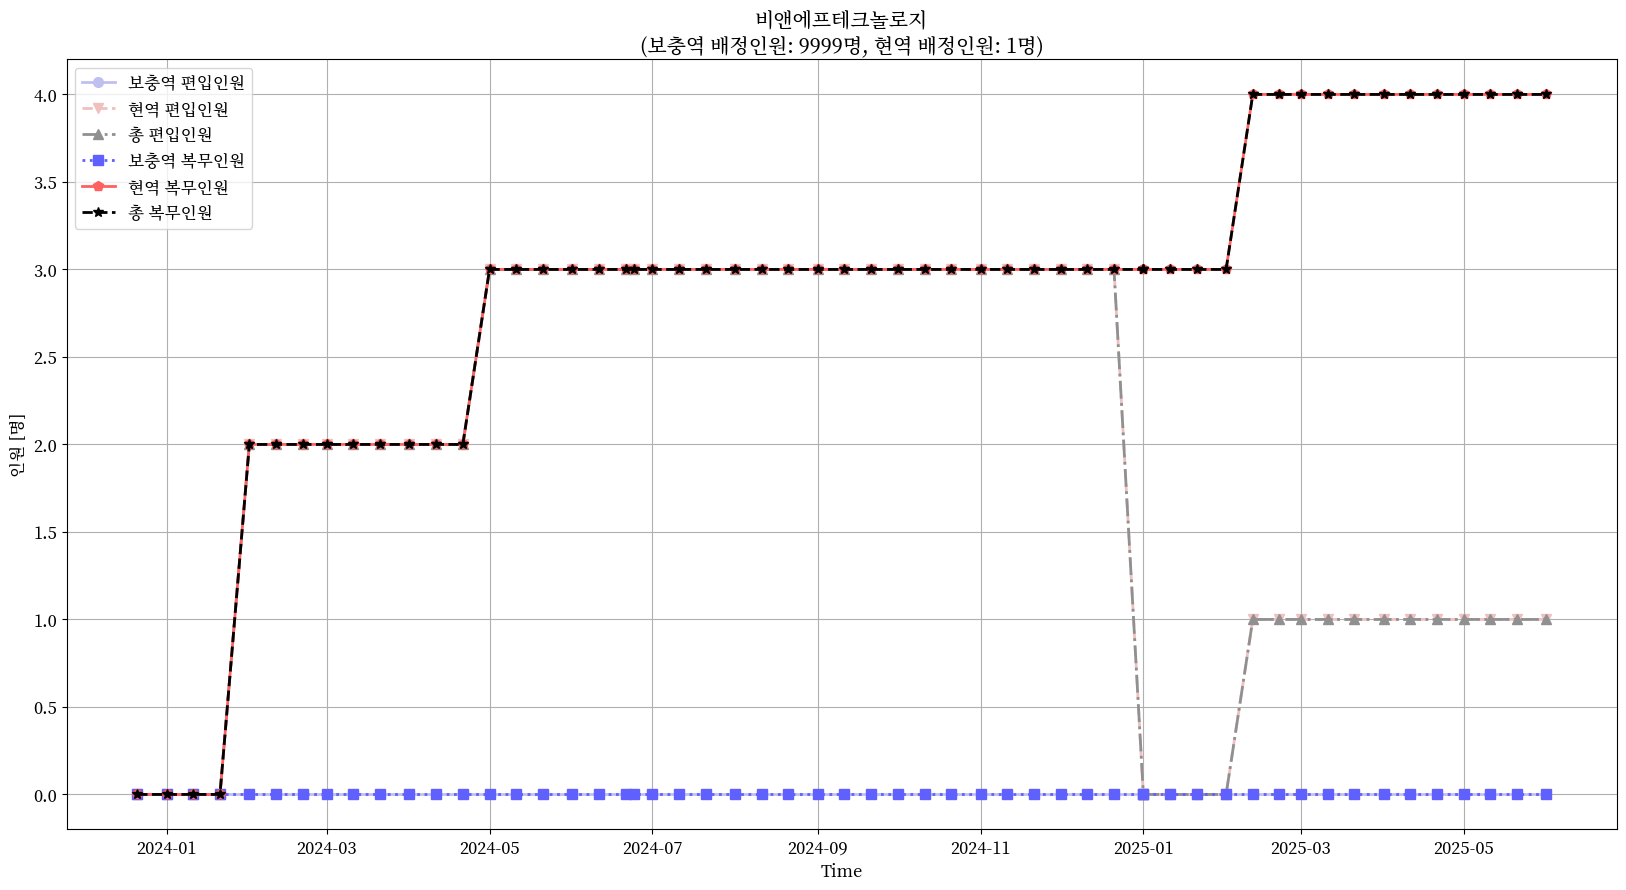 비앤에프테크놀로지
(보충역 배정인원: 9999명, 현역 배정인원: 1명)
보충역 편입인원
현역 편입인원
총 편입인원
보충역 복무인원
현역 복무인원
총 복무인원
인원 [명]
4.0
3.5
3.0
2.5
2.0
1.5
1.0
0.5
0.0
2024-01 2024-03 2024-05 2024-07 2024-09 2024-11 2025-01 2025-03 2025-05
Time